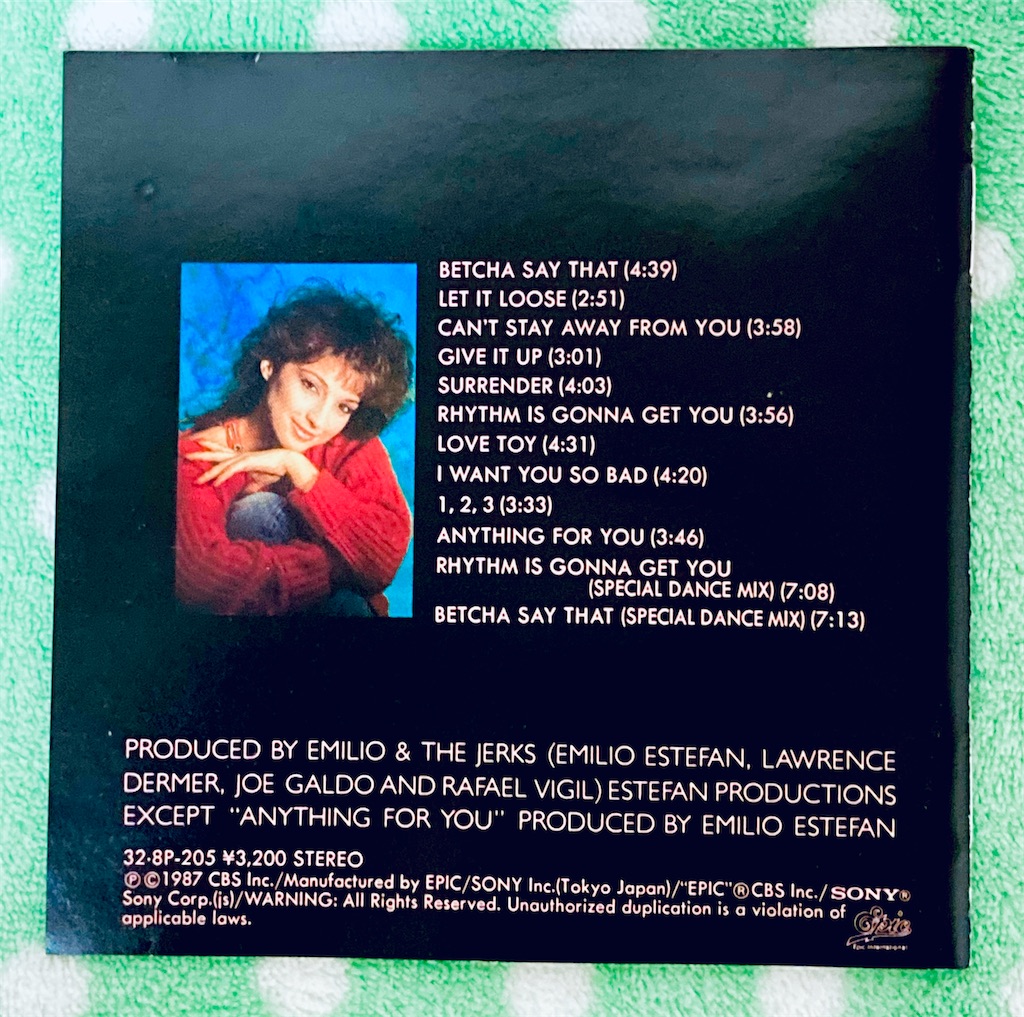 BETCHA SAY THAT (4:39)
LET IT LOOSE (2:51)
CAN'T STAY AWAY FROM YOU (3:58)
GIVE IT UP (3:01)
SURRENDER (4:03)
RHYTHM IS GONNA GET YOU (3:56)
LOVE TOY (4:31)
I WANT YOU SO BAD (4:20)
1, 2, 3 (3:33)
ANYTHING FOR YOU (3:46)
RHYTHM IS GONNA GET YOU
(SPECIAL DANCE MIX) (7:08)
BETCHA SAY THAT (SPECIAL DANCE MIX) (7:13)
PRODUCED BY EMILIO & THE JERKS (EMILIO ESTEFAN, LAWRENCE
DERMER, JOE GALDO AND RAFAEL VIGIL) ESTEFAN PRODUCTIONS
EXCEPT "ANYTHING FOR YOU" PRODUCED BY EMILIO ESTEFAN
32·8P-205 ¥3,200 STEREO
℗©1987 CBS Inc./Manufactured by EPIC/SONY Inc.(Tokyo Japan)/"EPIC"®CBS Inc./SONY®
Sony Corp.(js)/WARNING: All Rights Reserved. Unauthorized duplication is a violation of
applicable laws.
Epic
Epic International